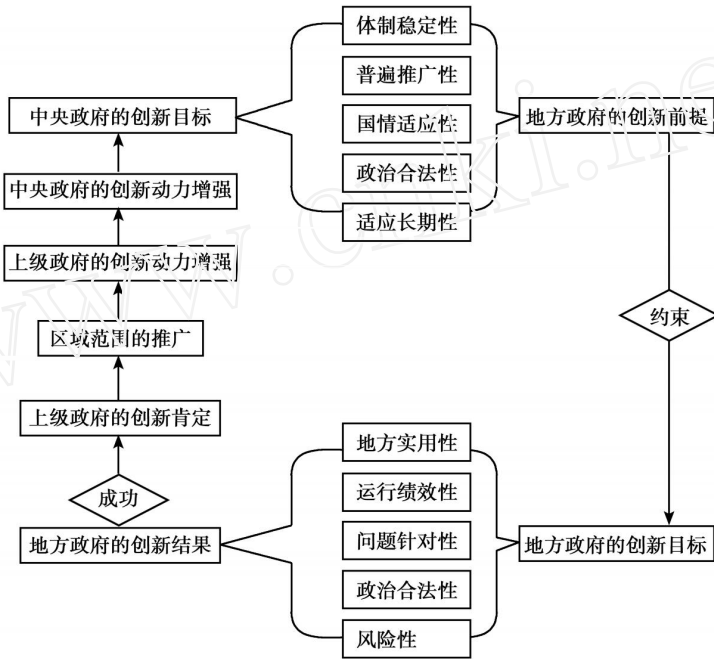 体制稳定性
普遍推广性
中央政府的创新目标
国情适应性
地方政府的创新前提
政治合法性
中央政府的创新动力增强
适应长期性
上级政府的创新动力增强
约束
区域范围的推广
上级政府的创新肯定
地方实用性
成功
运行绩效性
地方政府的创新结果
问题针对性
地方政府的创新目标
政治合法性
风险性
www.cnki.ne